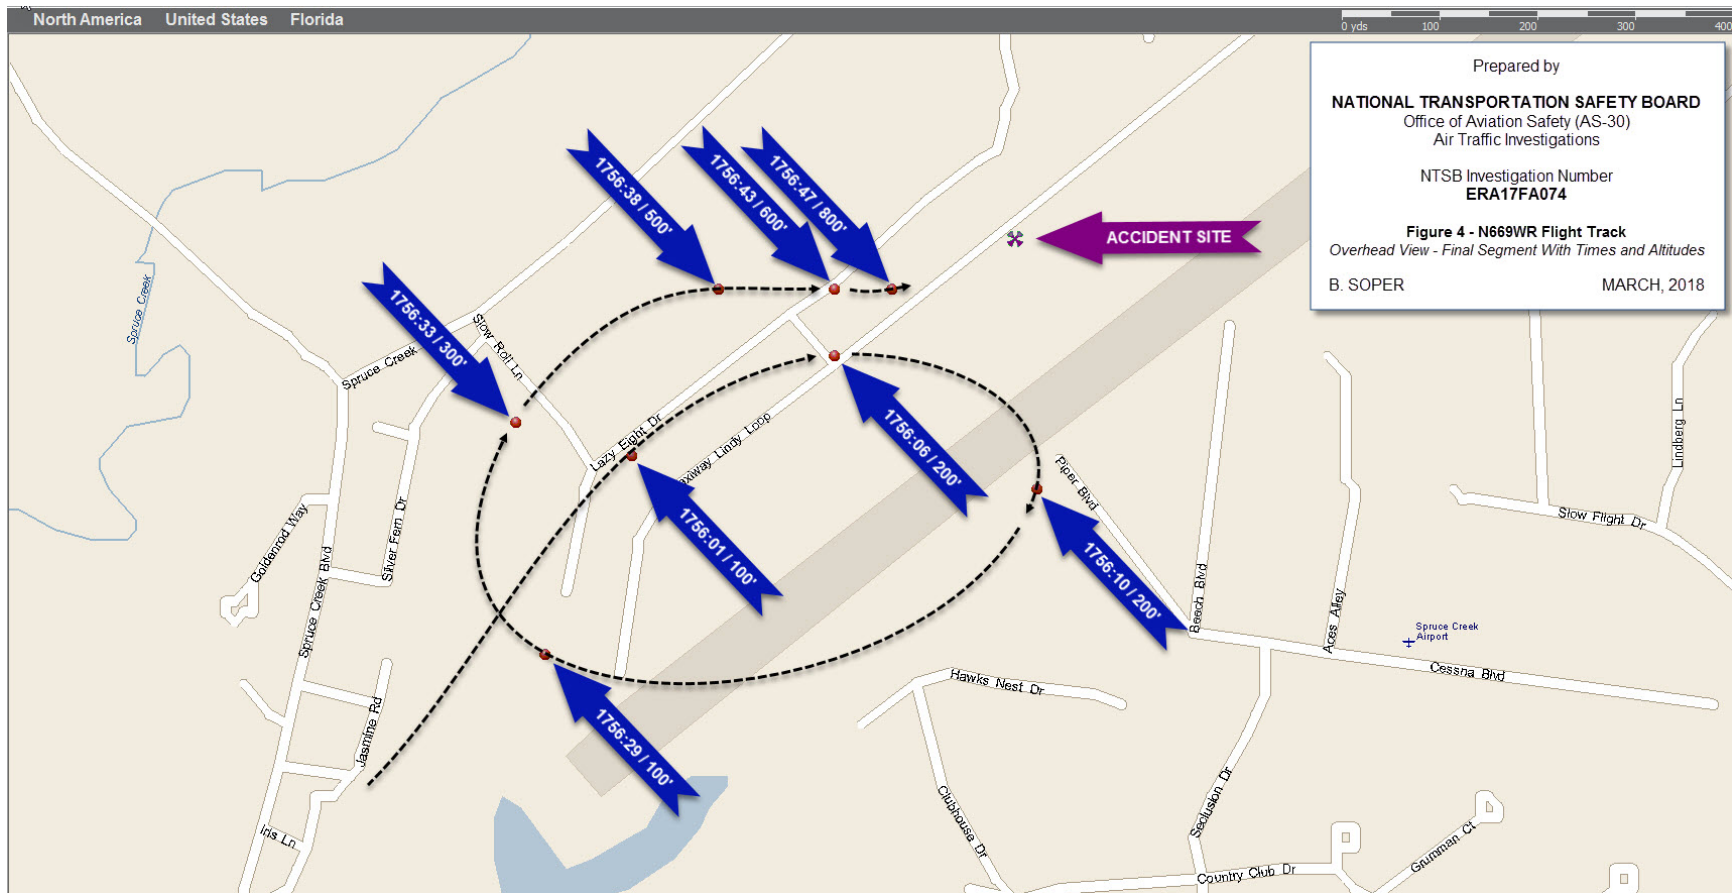 North America United States Florida
0 yds 100 200 300 400
Prepared by
NATIONAL TRANSPORTATION SAFETY BOARD
Office of Aviation Safety (AS-30)
Air Traffic Investigations
NTSB Investigation Number
ERA17FA074
Figure 4 - N669WR Flight Track
Overhead View - Final Segment With Times and Altitudes
B. SOPER MARCH, 2018
1756:38 / 500'
1756:43 / 600'
1756:47 / 800'
ACCIDENT SITE
1756:33 / 300'
1756:06 / 200'
1756:01 / 100'
1756:10 / 200'
1756:29 / 100'
Spruce Creek
Spruce Creek
Slow Roll Ln
Lazy Eight Dr
axiway Lindy Loop
Piper Blvd
Lindberg Ln
Slow Flight Dr
Goldenrod Way
Silver Fern Dr
Spruce Creek Blvd
Beech Blvd
Aces Alley
Spruce Creek
Airport
Cessna Blvd
Hawks Nest Dr
Jasmine Rd
Iris Ln
Clubhouse Dr
Seclusion Dr
Grumman Ct
Country Club Dr